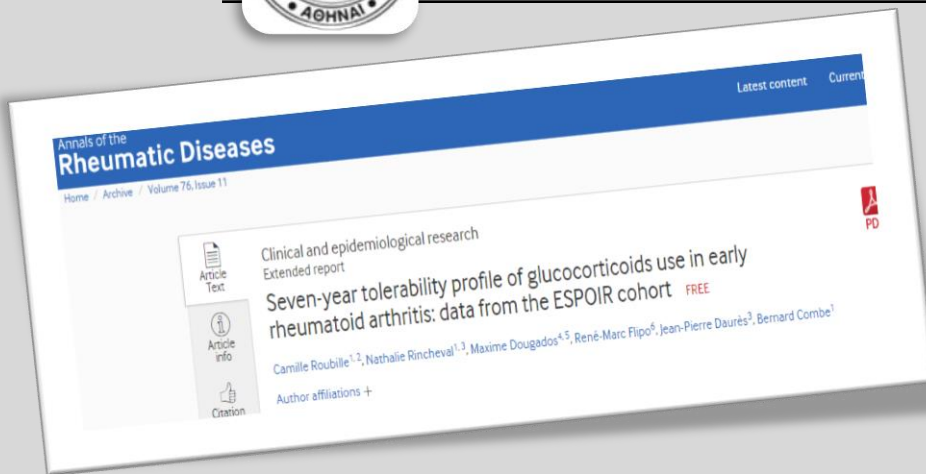 ΑΘΗΝΑΙ
Latest content Current
Annals of the
Rheumatic Diseases
Home / Archive / Volume 76, Issue 11
PD
Article
Text
Clinical and epidemiological research
Extended report
Seven-year tolerability profile of glucocorticoids use in early
rheumatoid arthritis: data from the ESPOIR cohort FREE
Article
info
Camille Roubille1,2, Nathalie Rincheval1,3, Maxime Dougados4,5, René-Marc Flipo6, Jean-Pierre Daurès3, Bernard Combe1
Author affiliations +
Citation